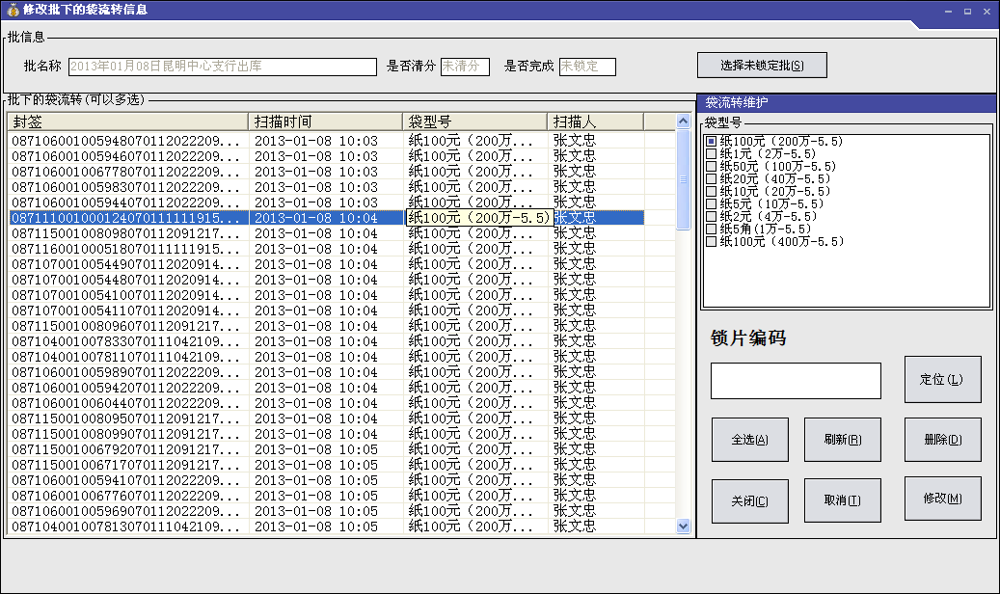 修改批下的袋流转信息
批信息
批名称 2013年01月08日昆明中心支行出库 是否清分 未清分 是否完成 未锁定 选择未锁定批(S)
批下的袋流转(可以多选)
封签 扫描时间 袋型号 扫描人
0871060010059480701120222​09... 2013-01-08 10:03 纸100元（200万... 张文忠
087106001005946070112022209... 2013-01-08 10:03 纸100元（200万... 张文忠
087106001006778070112022209... 2013-01-08 10:03 纸100元（200万... 张文忠
087106001005983070112022209... 2013-01-08 10:03 纸100元（200万... 张文忠
087106001005944070112022209... 2013-01-08 10:03 纸100元（200万... 张文忠
087111001000124070111111915... 2013-01-08 10:04 纸100元（200万-5.5) 张文忠
087115001008098070112091217... 2013-01-08 10:04 纸100元（200万... 张文忠
087116001000518070111111915... 2013-01-08 10:04 纸100元（200万... 张文忠
087107001005449070112020914... 2013-01-08 10:04 纸100元（200万... 张文忠
087107001005448070112020914... 2013-01-08 10:04 纸100元（200万... 张文忠
087107001005410070112020914... 2013-01-08 10:04 纸100元（200万... 张文忠
087107001005411070112020914... 2013-01-08 10:04 纸100元（200万... 张文忠
087115001008096070112091217... 2013-01-08 10:04 纸100元（200万... 张文忠
087104001007833070111042109... 2013-01-08 10:04 纸100元（200万... 张文忠
087104001007811070111042109... 2013-01-08 10:04 纸100元（200万... 张文忠
087106001005989070112022209... 2013-01-08 10:04 纸100元（200万... 张文忠
087106001005942070112022209... 2013-01-08 10:04 纸100元（200万... 张文忠
087106001006044070112022209... 2013-01-08 10:04 纸100元（200万... 张文忠
087115001008095070112091217... 2013-01-08 10:04 纸100元（200万... 张文忠
087115001008099070112091217... 2013-01-08 10:04 纸100元（200万... 张文忠
087115001006792070112091217... 2013-01-08 10:05 纸100元（200万... 张文忠
087115001006717070112091217... 2013-01-08 10:05 纸100元（200万... 张文忠
087106001005941070112022209... 2013-01-08 10:05 纸100元（200万... 张文忠
087106001006776070112022209... 2013-01-08 10:05 纸100元（200万... 张文忠
087106001005969070112022209... 2013-01-08 10:05 纸100元（200万... 张文忠
087104001007813070111042109... 2013-01-08 10:05 纸100元（200万... 张文忠
袋流转维护
袋型号
纸100元（200万-5.5）
纸1元（2万-5.5）
纸50元（100万-5.5）
纸20元（40万-5.5）
纸10元（20万-5.5）
纸5元（10万-5.5）
纸2元（4万-5.5）
纸5角(1万-5.5)
纸100元（400万-5.5）
锁片编码
定位(L)
全选(A) 刷新(R) 删除(D)
关闭(C) 取消(T) 修改(M)